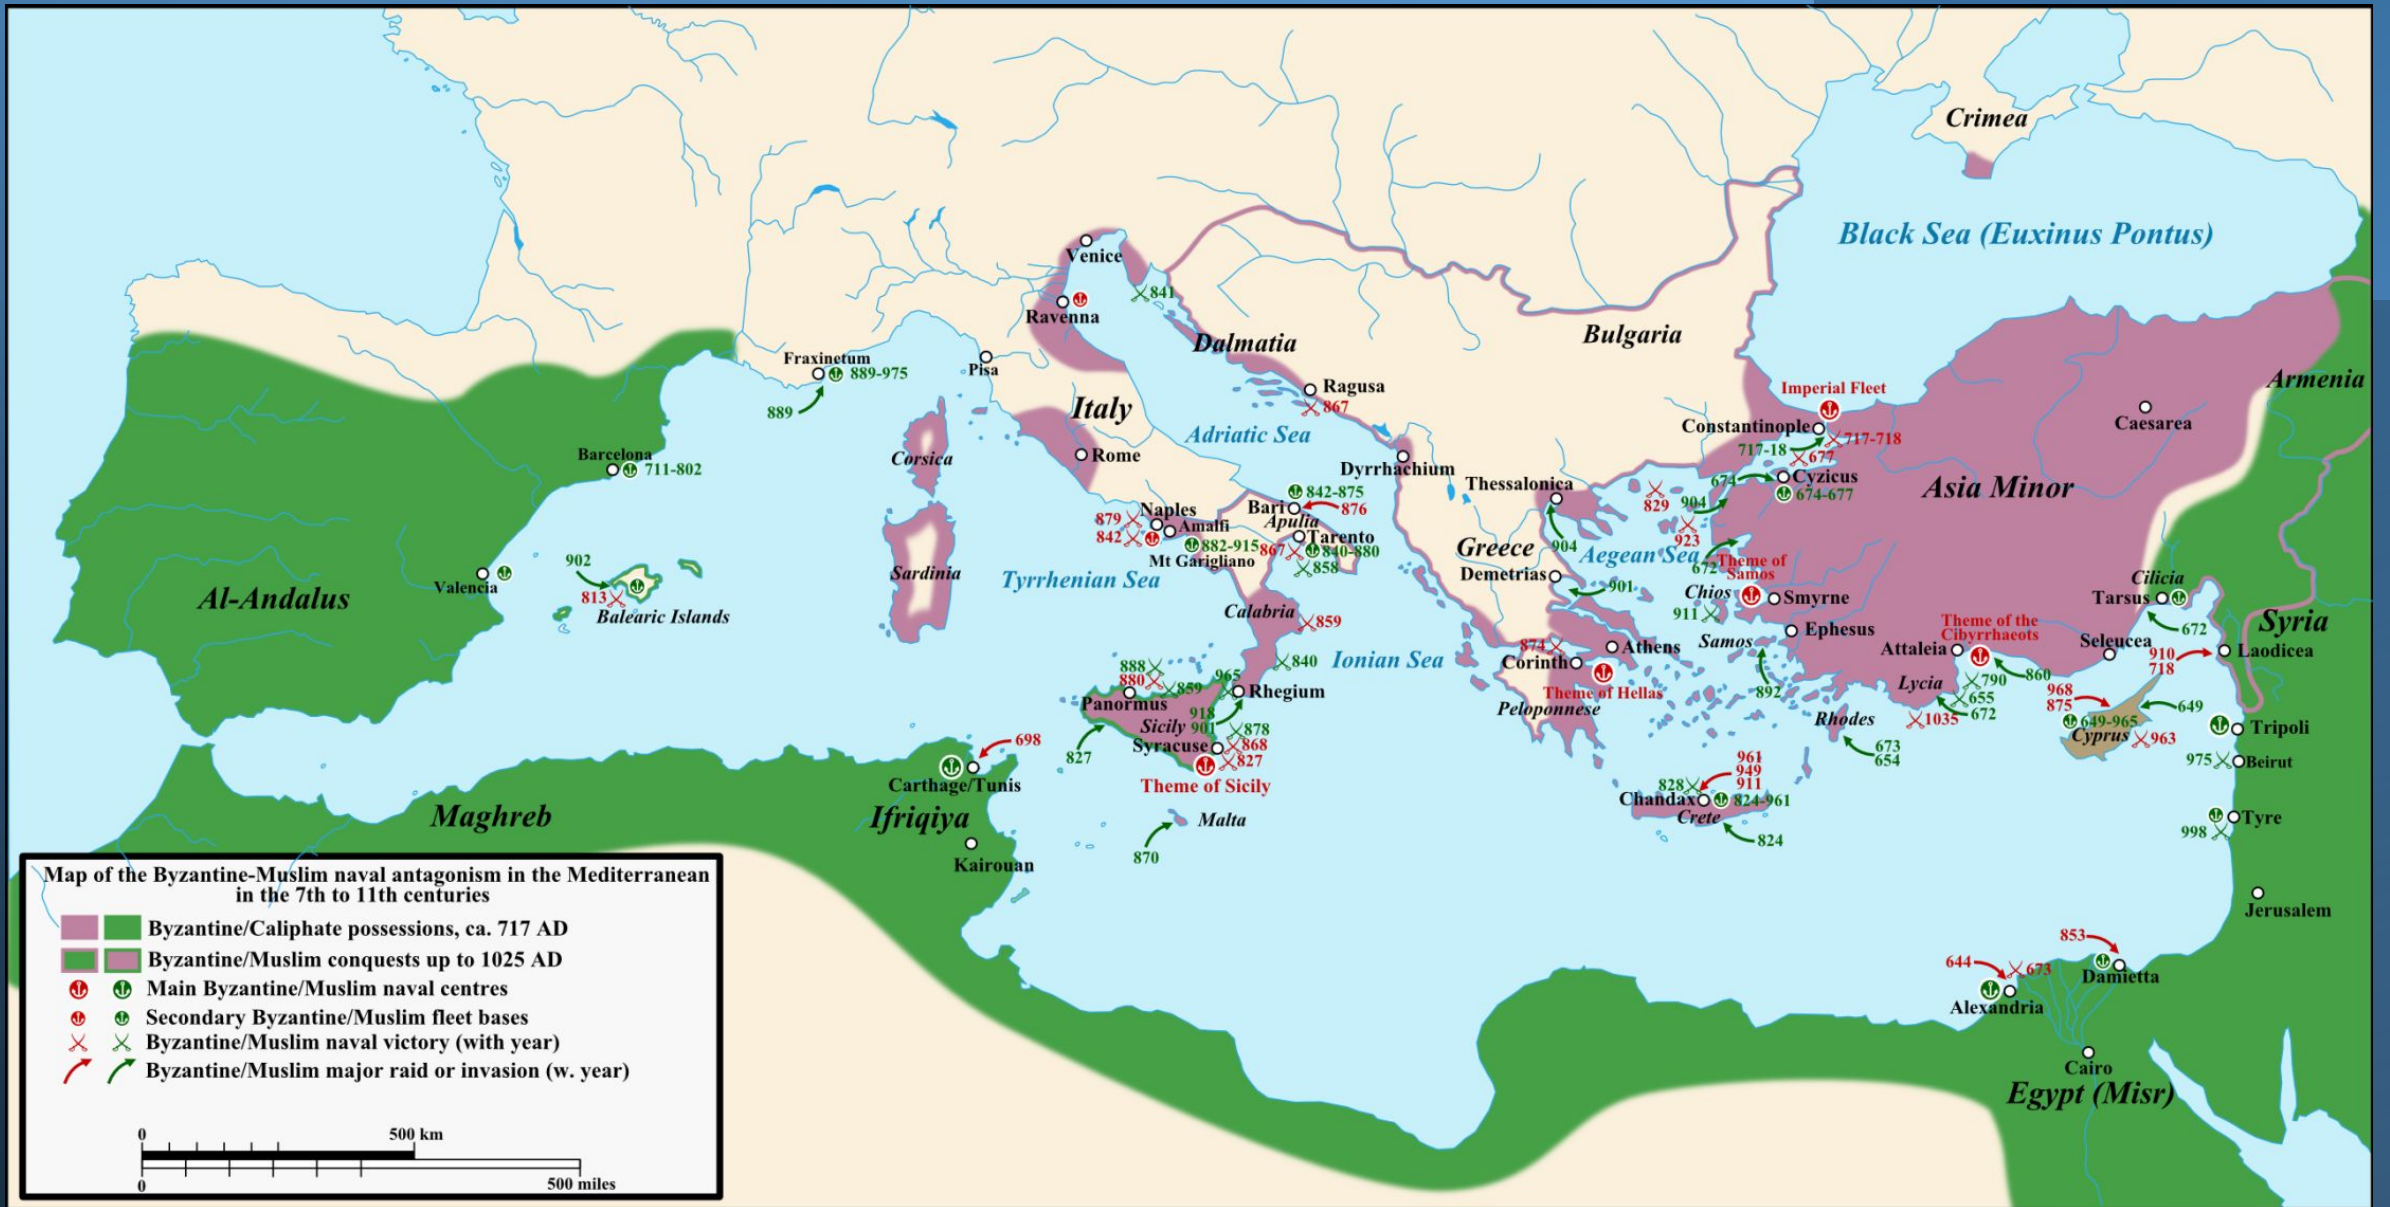 Crimea
Black Sea (Euxinus Pontus)
Venice
841
Ravenna
Dalmatia
Bulgaria
Fraxinetum
889-975
889
Pisa
Italy
Ragusa
867
Armenia
Imperial Fleet
Constantinople
717-718
717-18
677
Caesarea
Corsica
Rome
Adriatic Sea
Dyrrhachium
Barcelona
711-802
Thessalonica
674
Cyzicus
674-677
Asia Minor
829
904
923
842-875
Bari
876
Apulia
Naples
879
842
Amalfi
882-915
Mt Garigliano
Tarento
867
840-880
858
904
Greece
Aegean Sea
672
Theme of
Samos
Demetrias
901
Chios
Smyrne
911
Sardinia
Tyrrhenian Sea
902
Valencia
813
Balearic Islands
Al-Andalus
Calabria
859
Cilicia
Tarsus
672
Syria
Samos
Ephesus
Theme of the
Cibyrrhaeots
Attaleia
Seleucea
910
718
Laodicea
874
Corinth
Athens
Theme of Hellas
Peloponnese
892
Lycia
790
860
655
672
1035
Ionian Sea
840
888
880
859
965
Rhegium
Panormus
Sicily
918
901
878
Syracuse
868
827
827
Theme of Sicily
Rhodes
673
654
968
875
649-965
649
Cyprus
963
Tripoli
975
Beirut
Tyre
998
698
Carthage/Tunis
Maghreb
Ifriqiya
Kairouan
Malta
870
961
949
911
828
Chandax
824-961
Crete
824
Jerusalem
853
644
673
Damietta
Alexandria
Cairo
Egypt (Misr)
Map of the Byzantine-Muslim naval antagonism in the Mediterranean
in the 7th to 11th centuries
Byzantine/Caliphate possessions, ca. 717 AD
Byzantine/Muslim conquests up to 1025 AD
Main Byzantine/Muslim naval centres
Secondary Byzantine/Muslim fleet bases
Byzantine/Muslim naval victory (with year)
Byzantine/Muslim major raid or invasion (w. year)
0
500 km
0
500 miles